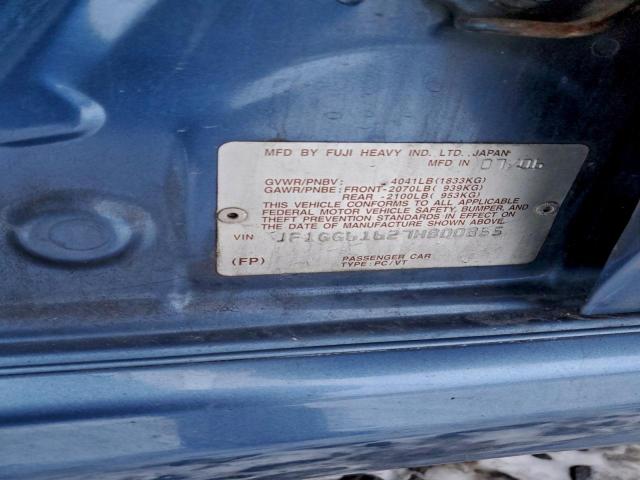 MFD BY FUJI HEAVY IND. LTD. JAPAN
MFD IN 07/06
GVWR/PNBV: 4041LB(1833KG)
GAWR/PNBE: FRONT-2070LB( 939KG)
REAR -2100LB( 953KG)
THIS VEHICLE CONFORMS TO ALL APPLICABLE
FEDERAL MOTOR VEHICLE SAFETY, BUMPER, AND
THEFT PREVENTION STANDARDS IN EFFECT ON
THE DATE OF MANUFACTURE SHOWN ABOVE.
VIN
(FP) PASSENGER CAR
TYPE: PC/VT